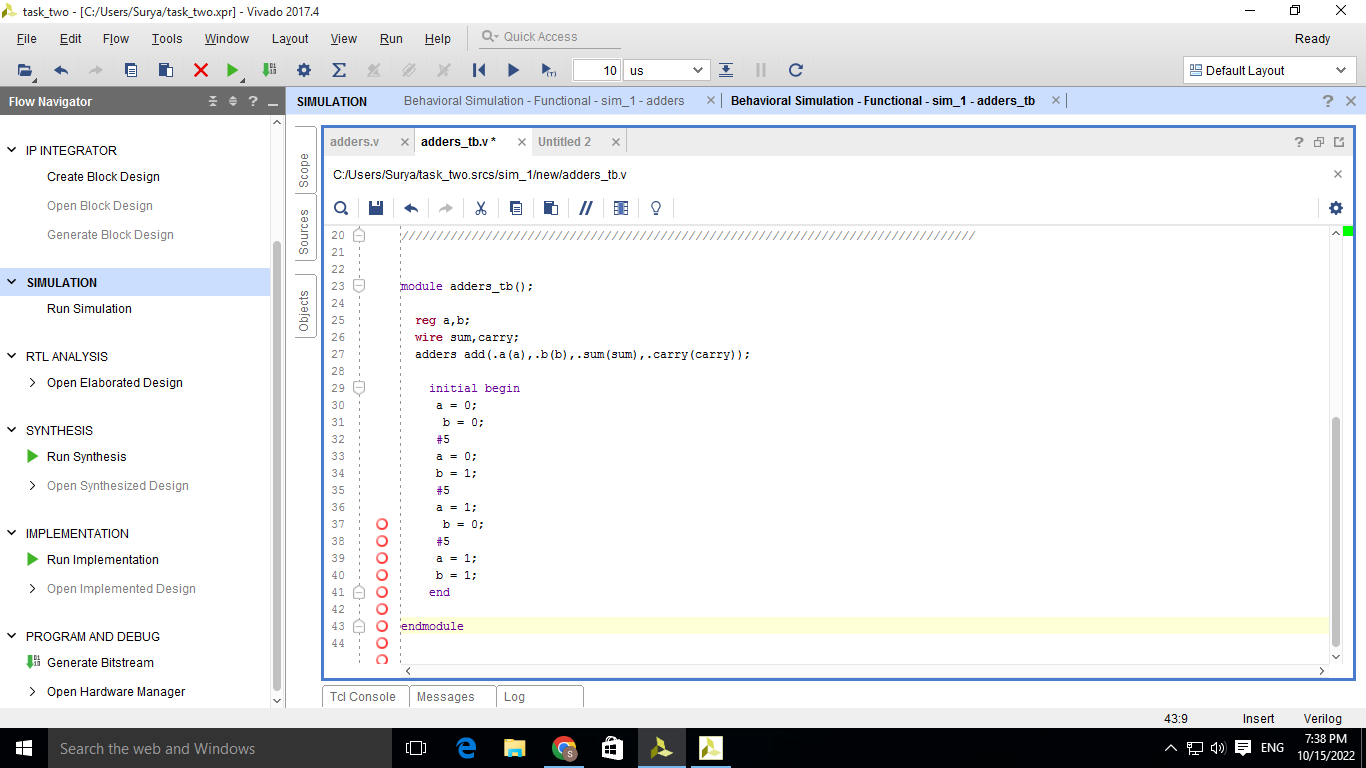 task_two - [C:/Users/Surya/task_two.xpr] - Vivado 2017.4
File Edit Flow Tools Window Layout View Run Help Quick Access Ready
10 us Default Layout
Flow Navigator
IP INTEGRATOR
Create Block Design
Open Block Design
Generate Block Design
SIMULATION
Run Simulation
RTL ANALYSIS
Open Elaborated Design
SYNTHESIS
Run Synthesis
Open Synthesized Design
IMPLEMENTATION
Run Implementation
Open Implemented Design
PROGRAM AND DEBUG
Generate Bitstream
Open Hardware Manager
SIMULATION Behavioral Simulation - Functional - sim_1 - adders Behavioral Simulation - Functional - sim_1 - adders_tb
Scope
Sources
Objects
adders.v adders_tb.v * Untitled 2
C:/Users/Surya/task_two.srcs/sim_1/new/adders_tb.v
20 //////////////////////////////////////////////////////////////////////////////////
21
22
23 module adders_tb();
24
25 reg a,b;
26 wire sum,carry;
27 adders add(.a(a),.b(b),.sum(sum),.carry(carry));
28
29 initial begin
30 a = 0;
31 b = 0;
32 #5
33 a = 0;
34 b = 1;
35 #5
36 a = 1;
37 b = 0;
38 #5
39 a = 1;
40 b = 1;
41 end
42
43 endmodule
44
Tcl Console Messages Log
43:9 Insert Verilog
Search the web and Windows
S
ENG
7:38 PM
10/15/2022